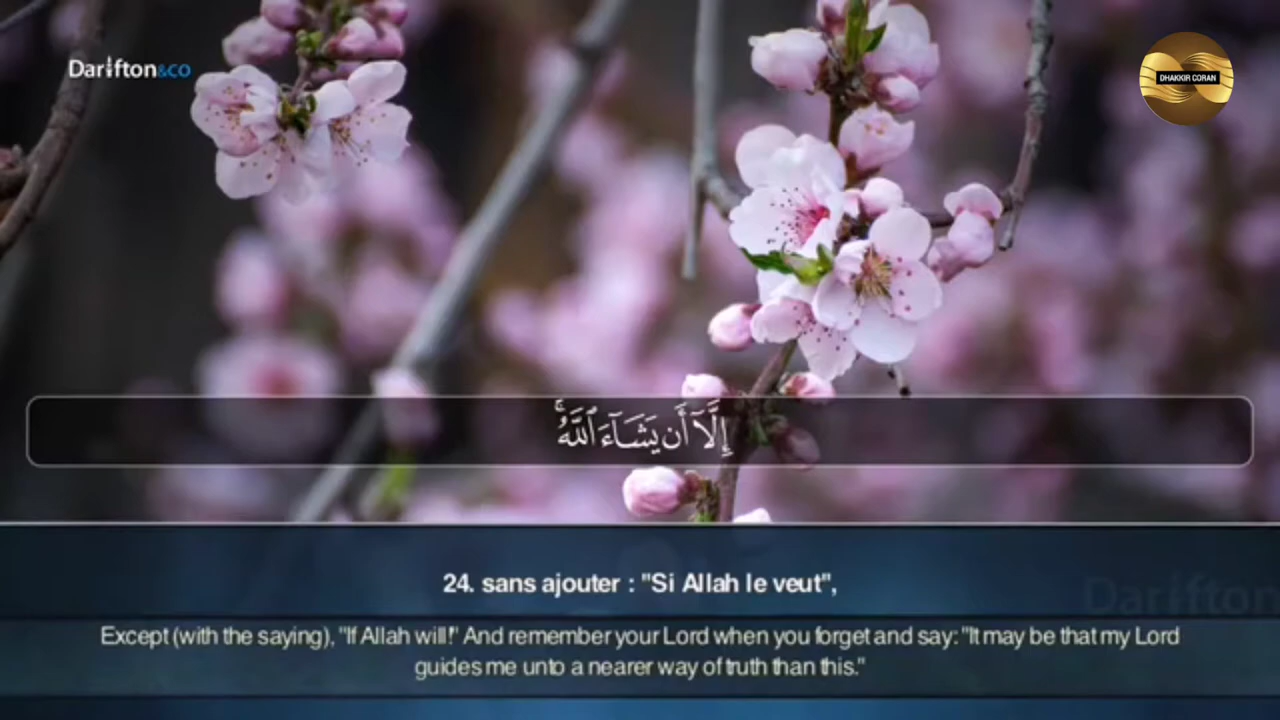 Darifton&co
DHAKKIR CORAN
إِلَّآ أَن يَشَآءَ ٱللَّهُ ۚ
24. sans ajouter : "Si Allah le veut",
Darifton
Except (with the saying), "If Allah will!" And remember your Lord when you forget and say: "It may be that my Lord
guides me unto a nearer way of truth than this."